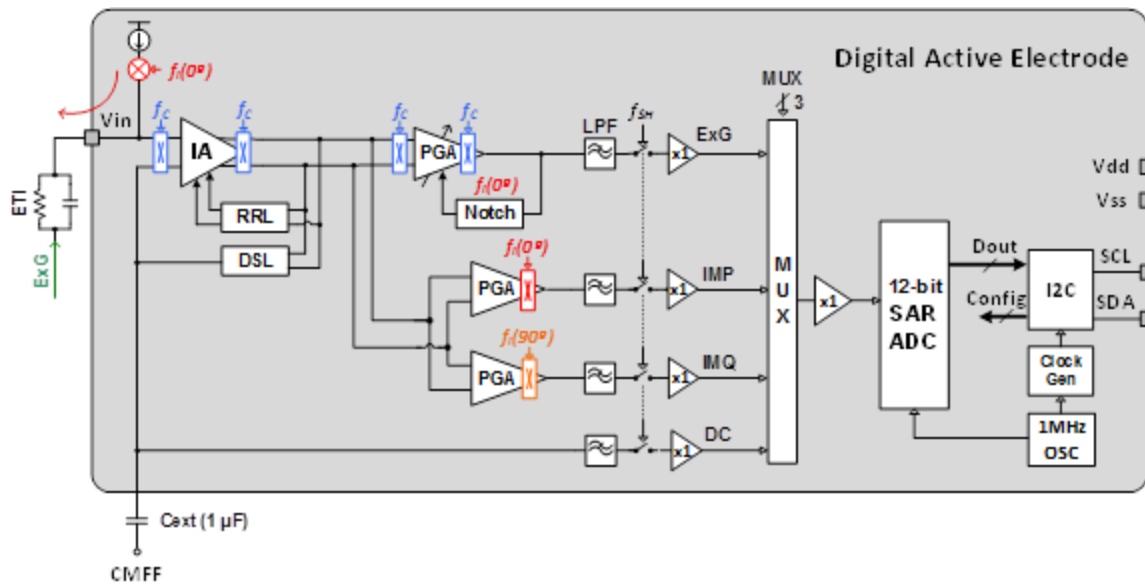 Digital Active Electrode
fi(0º)
MUX
3
Vin
fC
fC
fC
fC
fSH
LPF
ExG
IA
PGA
x1
Vdd
fi(0º)
Vss
ETI
RRL
Notch
DSL
fi(0º)
Dout
SCL
ExG
PGA
IMP
x1
MUX
x1
12-bit
SAR
ADC
I2C
Config
SDA
fi(90º)
IMQ
PGA
x1
Clock
Gen
DC
x1
1MHz
OSC
Cext (1 µF)
CMFF